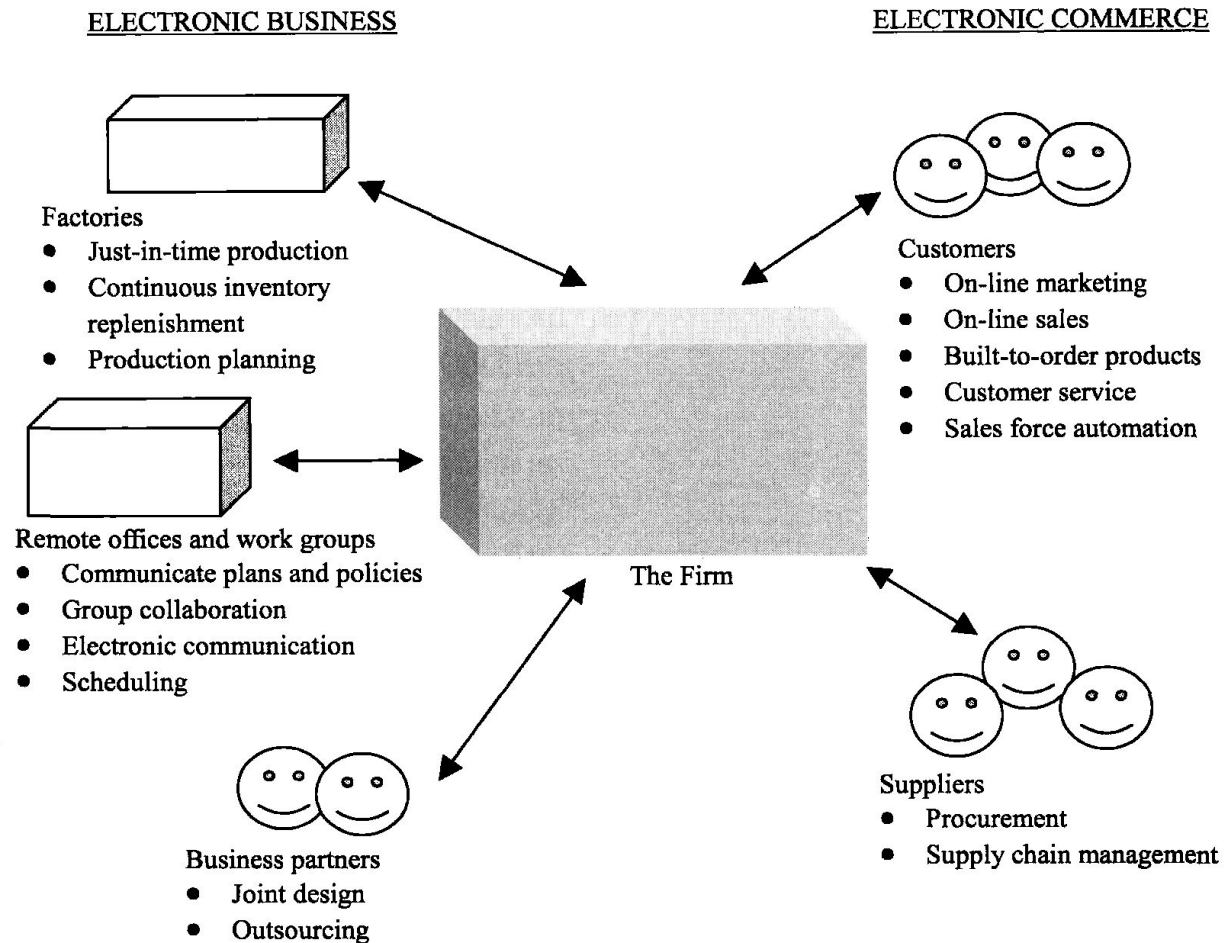 ELECTRONIC BUSINESS
ELECTRONIC COMMERCE
Factories
● Just-in-time production
● Continuous inventory
replenishment
● Production planning
Remote offices and work groups
● Communicate plans and policies
● Group collaboration
● Electronic communication
● Scheduling
Business partners
● Joint design
● Outsourcing
The Firm
Customers
● On-line marketing
● On-line sales
● Built-to-order products
● Customer service
● Sales force automation
Suppliers
● Procurement
● Supply chain management